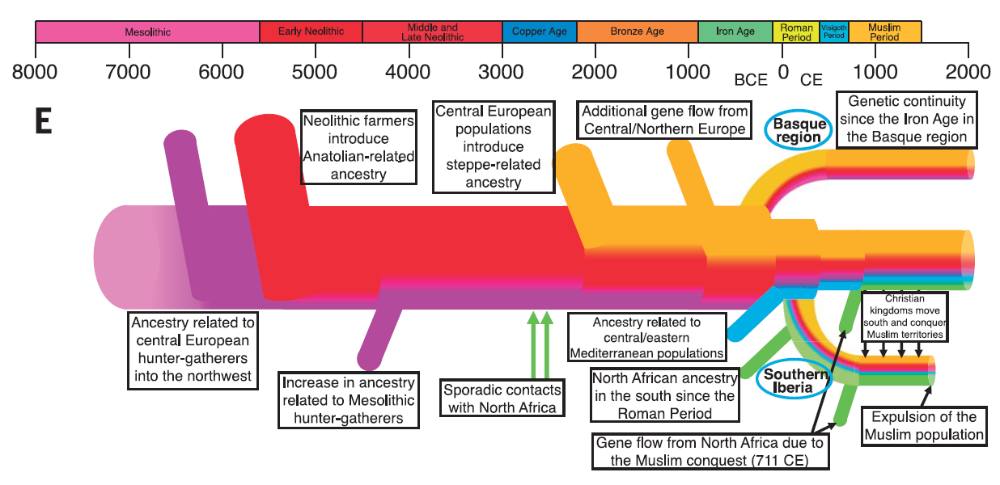 Mesolithic
Early Neolithic
Middle and
Late Neolithic
Copper Age
Bronze Age
Iron Age
Roman
Period
Visigoth
Period
Muslim
Period
8000 7000 6000 5000 4000 3000 2000 1000 0 1000 2000
BCE CE
E
Neolithic farmers
introduce
Anatolian-related
ancestry
Central European
populations
introduce
steppe-related
ancestry
Additional gene flow from
Central/Northern Europe
Basque
region
Genetic continuity
since the Iron Age in
the Basque region
Ancestry related to
central European
hunter-gatherers
into the northwest
Increase in ancestry
related to Mesolithic
hunter-gatherers
Sporadic contacts
with North Africa
Ancestry related to
central/eastern
Mediterranean populations
North African ancestry
in the south since the
Roman Period
Southern
Iberia
Christian
kingdoms move
south and conquer
Muslim territories
Gene flow from North Africa due to
the Muslim conquest (711 CE)
Expulsion of the
Muslim population